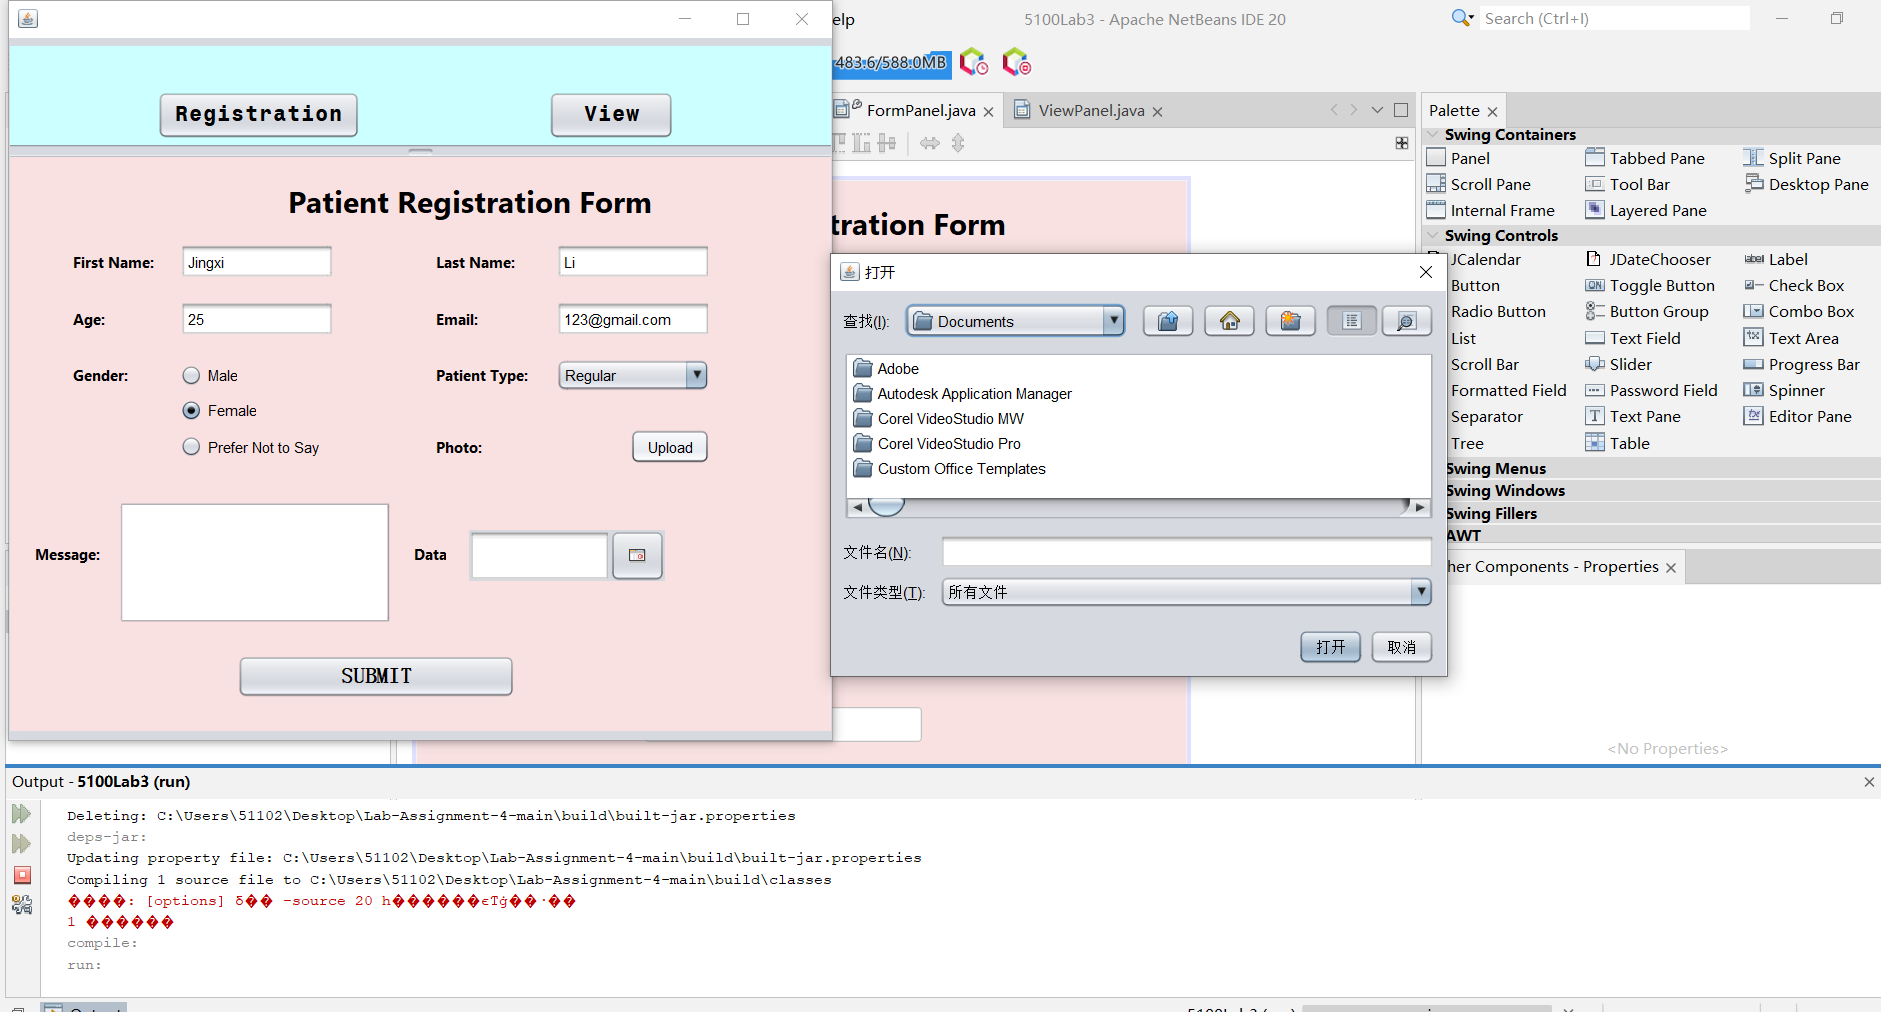 elp
5100Lab3 - Apache NetBeans IDE 20
Search (Ctrl+I)
483.6/588.0MB
Registration
View
FormPanel.java
ViewPanel.java
Palette
Swing Containers
Panel
Tabbed Pane
Split Pane
Scroll Pane
Tool Bar
Desktop Pane
Internal Frame
Layered Pane
Swing Controls
JCalendar
JDateChooser
Label
Button
Toggle Button
Check Box
Radio Button
Button Group
Combo Box
List
Text Field
Text Area
Scroll Bar
Slider
Progress Bar
Formatted Field
Password Field
Spinner
Separator
Text Pane
Editor Pane
Tree
Table
Swing Menus
Swing Windows
Swing Fillers
AWT
her Components - Properties
<No Properties>
Patient Registration Form
First Name:
Jingxi
Last Name:
Li
Age:
25
Email:
123@gmail.com
Gender:
Male
Female
Prefer Not to Say
Patient Type:
Regular
Photo:
Upload
Message:
Data
SUBMIT
tration Form
打开
查找(I):
Documents
Adobe
Autodesk Application Manager
Corel VideoStudio MW
Corel VideoStudio Pro
Custom Office Templates
文件名(N):
文件类型(T):
所有文件
打开
取消
Output - 5100Lab3 (run)
Deleting: C:\Users\51102\Desktop\Lab-Assignment-4-main\build\built-jar.properties
deps-jar:
Updating property file: C:\Users\51102\Desktop\Lab-Assignment-4-main\build\built-jar.properties
Compiling 1 source file to C:\Users\51102\Desktop\Lab-Assignment-4-main\build\classes
����: [options] δ�� -source 20 һ������ϵͳģ��·��
1 ������
compile:
run: